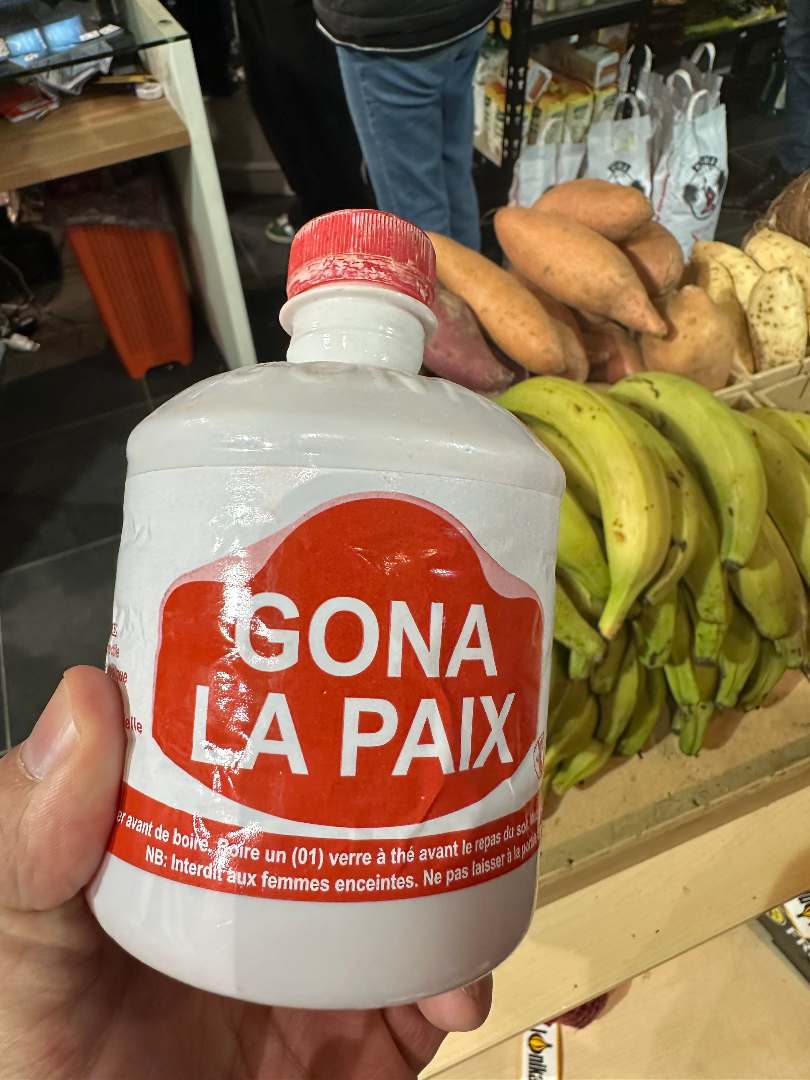 GONA
LA PAIX
avant de boire. Boire un (01) verre à thé avant le repas du soir.
NB: Interdit aux femmes enceintes. Ne pas laisser à la